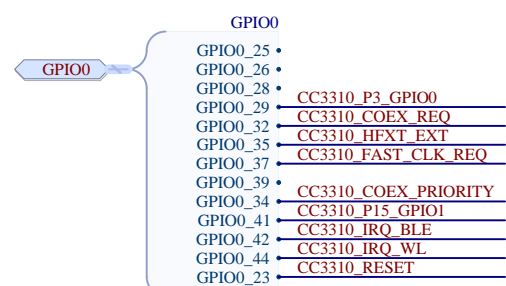 GPIO0
GPIO0
GPIO0_25
GPIO0_26
GPIO0_28
GPIO0_29 CC3310_P3_GPIO0
GPIO0_32 CC3310_COEX_REQ
GPIO0_35 CC3310_HFXT_EXT
GPIO0_37 CC3310_FAST_CLK_REQ
GPIO0_39
GPIO0_34 CC3310_COEX_PRIORITY
GPIO0_41 CC3310_P15_GPIO1
GPIO0_42 CC3310_IRQ_BLE
GPIO0_44 CC3310_IRQ_WL
GPIO0_23 CC3310_RESET